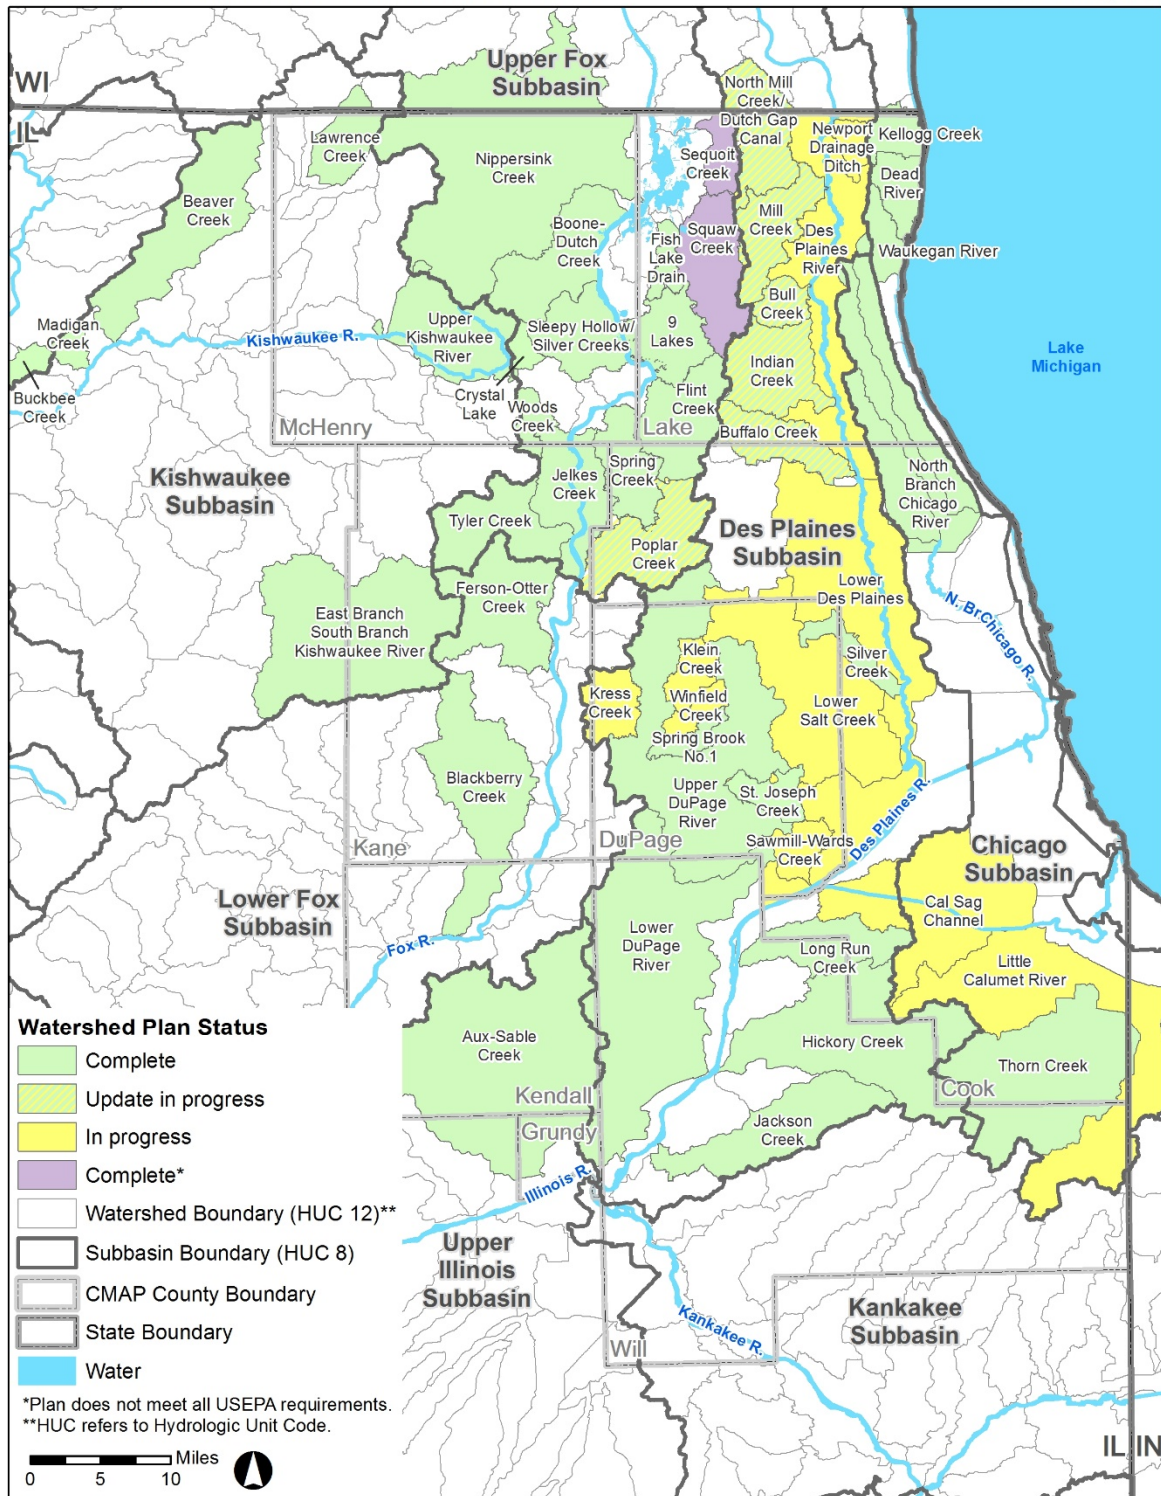 WI
IL
Upper Fox
Subbasin
North Mill
Creek/
Dutch Gap
Canal
Newport
Drainage
Ditch
Kellogg Creek
Lawrence
Creek
Nippersink
Creek
Sequoit
Creek
Dead
River
Beaver
Creek
Boone-
Dutch
Creek
Fish
Lake
Drain
Squaw
Creek
Mill
Creek
Des
Plaines
River
Waukegan River
Bull
Creek
Madigan
Creek
Kishwaukee R.
Upper
Kishwaukee
River
Sleepy Hollow/
Silver Creeks
9
Lakes
Indian
Creek
Lake
Michigan
Buckbee
Creek
Crystal
Lake
Woods
Creek
Flint
Creek
McHenry
Lake
Buffalo Creek
Kishwaukee
Subbasin
Jelkes
Creek
Spring
Creek
North
Branch
Chicago
River
Tyler Creek
Poplar
Creek
Des Plaines
Subbasin
Ferson-Otter
Creek
Lower
Des Plaines
N. BrChicago R.
East Branch
South Branch
Kishwaukee River
Klein
Creek
Silver
Creek
Kress
Creek
Winfield
Creek
Lower
Salt Creek
Spring Brook
No.1
Blackberry
Creek
Upper
DuPage
River
St. Joseph
Creek
Des Plaines R.
Kane
DuPage
Sawmill-Wards
Creek
Chicago
Subbasin
Lower Fox
Subbasin
Cal Sag
Channel
Fox R.
Lower
DuPage
River
Long Run
Creek
Little
Calumet River
Aux-Sable
Creek
Hickory Creek
Thorn Creek
Kendall
Cook
Grundy
Jackson
Creek
Illinois R.
Upper
Illinois
Subbasin
Kankakee R.
Kankakee
Subbasin
Will
IL
IN
Watershed Plan Status
Complete
Update in progress
In progress
Complete*
Watershed Boundary (HUC 12)**
Subbasin Boundary (HUC 8)
CMAP County Boundary
State Boundary
Water
*Plan does not meet all USEPA requirements.
**HUC refers to Hydrologic Unit Code.
Miles
0 5 10